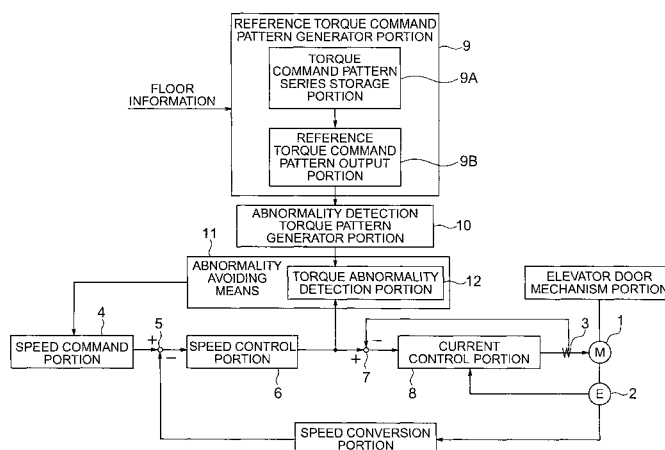 REFERENCE TORQUE COMMAND
PATTERN GENERATOR PORTION
9
TORQUE
COMMAND PATTERN
SERIES STORAGE
PORTION
9A
FLOOR
INFORMATION
REFERENCE
TORQUE COMMAND
PATTERN OUTPUT
PORTION
9B
ABNORMALITY DETECTION
TORQUE PATTERN
GENERATOR PORTION
10
11
ABNORMALITY
AVOIDING
MEANS
TORQUE ABNORMALITY
DETECTION PORTION
12
ELEVATOR DOOR
MECHANISM PORTION
4
5
3
1
SPEED COMMAND
PORTION
+
−
SPEED CONTROL
PORTION
6
+
−
7
CURRENT
CONTROL PORTION
8
M
E
2
SPEED CONVERSION
PORTION